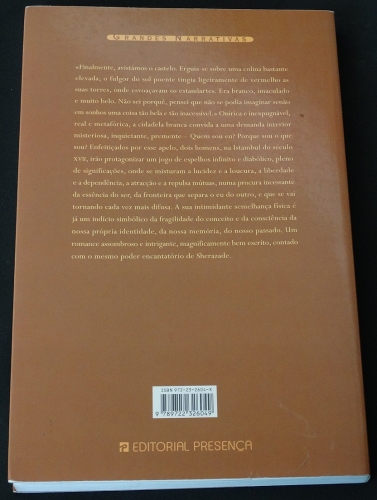 GRANDES NARRATIVAS
«Finalmente, avistámos o castelo. Erguia-se sobre uma colina bastante
elevada; o fulgor do sol poente tingia ligeiramente de vermelho as
suas torres, onde esvoaçavam os estandartes. Era branco, imaculado
e muito belo. Não sei porquê, pensei que não se podia imaginar senão
em sonhos uma coisa tão bela e tão inacessível.» Onírica e inexpugnável,
real e metafórica, a cidadela branca convida a uma demanda interior
misteriosa, inquietante, premente – Quem sou eu? Porque sou o que
sou? Enfeitiçados por esse apelo, dois homens, na Istambul do século
XVII, irão protagonizar um jogo de espelhos infinito e diabólico, pleno
de significações, onde se misturam a lucidez e a loucura, a liberdade
e a dependência, a atracção e a repulsa mútuas, numa procura incessante
da essência do ser, da fronteira que separa o eu do outro, e que se vai
tornando cada vez mais difusa. A sua intimidante semelhança física é
já um indício simbólico da fragilidade do conceito e da consciência da
nossa própria identidade, da nossa memória, do nosso passado. Um
romance assombroso e intrigante, magnificamente bem escrito, contado
com o mesmo poder encantatório de Sherazade.
ISBN 972-23-2604-X
9 789722 326049
EDITORIAL PRESENÇA